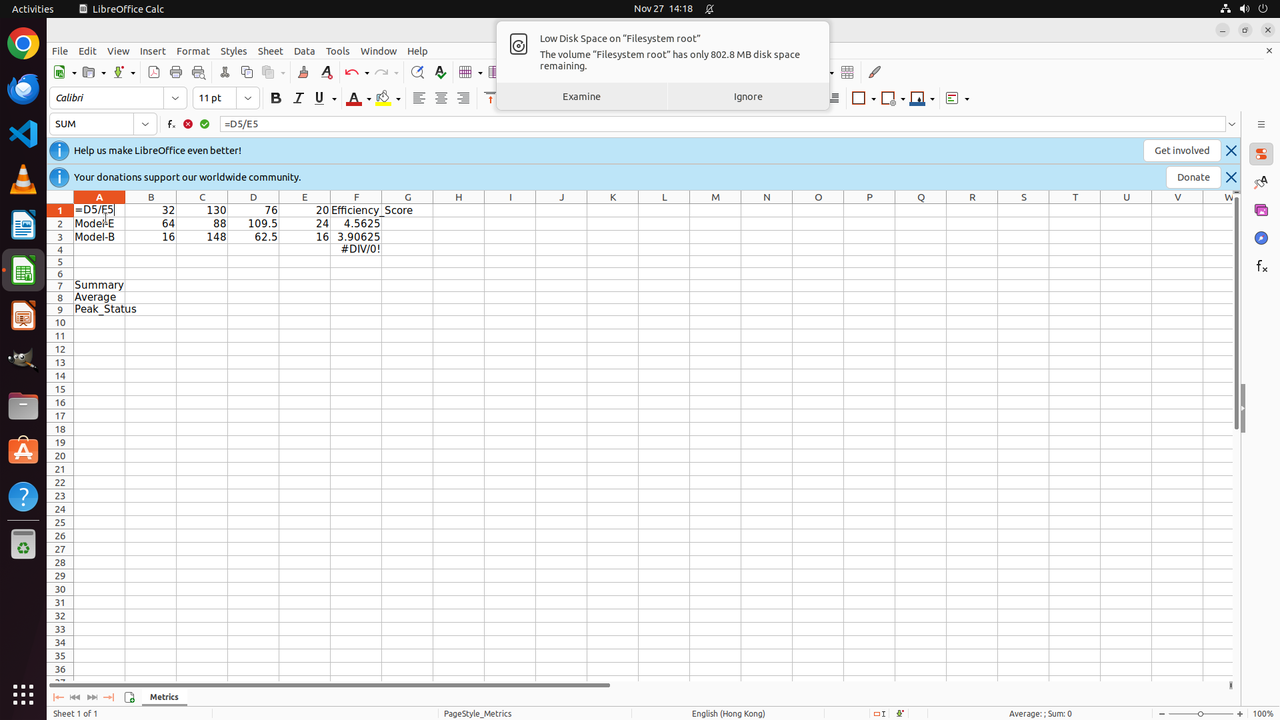 Activities
LibreOffice Calc
Nov 27 14:18
Low Disk Space on “Filesystem root”
The volume “Filesystem root” has only 802.8 MB disk space
remaining.
Examine
Ignore
File Edit View Insert Format Styles Sheet Data Tools Window Help
Calibri
11 pt
SUM
=D5/E5
Help us make LibreOffice even better!
Get involved
Your donations support our worldwide community.
Donate
A B C D E F G H I J K L M N O P Q R S T U V W
1 =D5/E5 32 130 76 20 Efficiency_Score
2 Model-E 64 88 109.5 24 4.5625
3 Model-B 16 148 62.5 16 3.90625
4 #DIV/0!
5
6
7 Summary
8 Average
9 Peak_Status
10
11
12
13
14
15
16
17
18
19
20
21
22
23
24
25
26
27
28
29
30
31
32
33
34
35
36
Metrics
Sheet 1 of 1
PageStyle_Metrics
English (Hong Kong)
Average: ; Sum: 0
100%